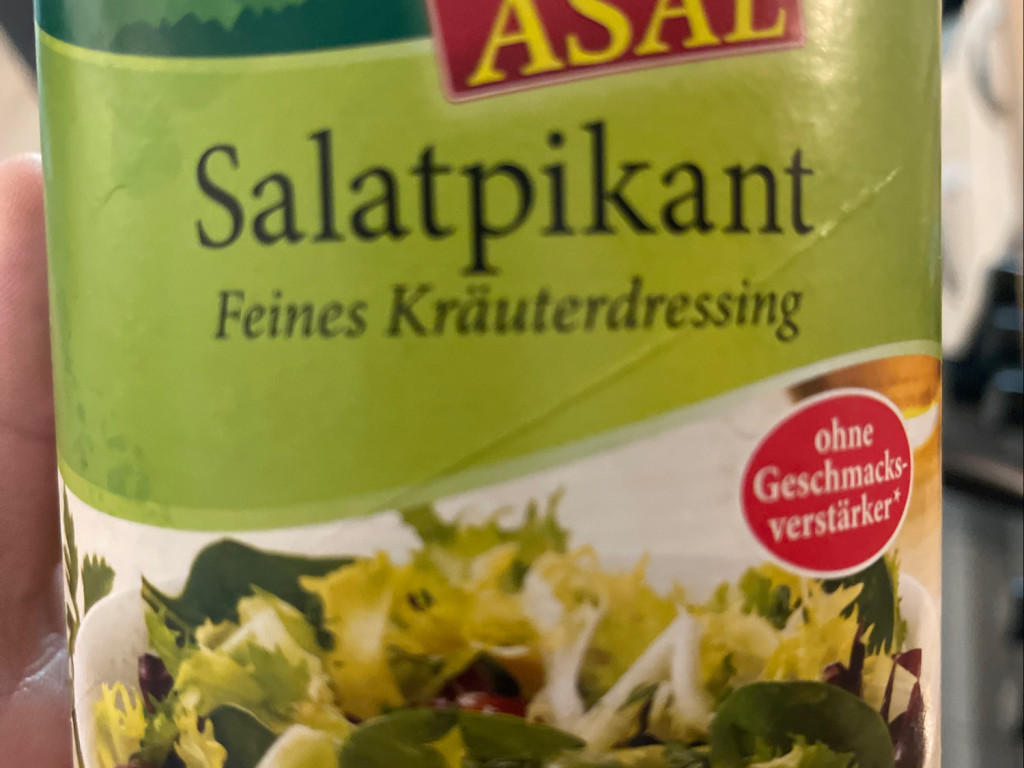 ASAL
Salatpikant
Feines Kräuterdressing
ohne
Geschmacks-
verstärker*